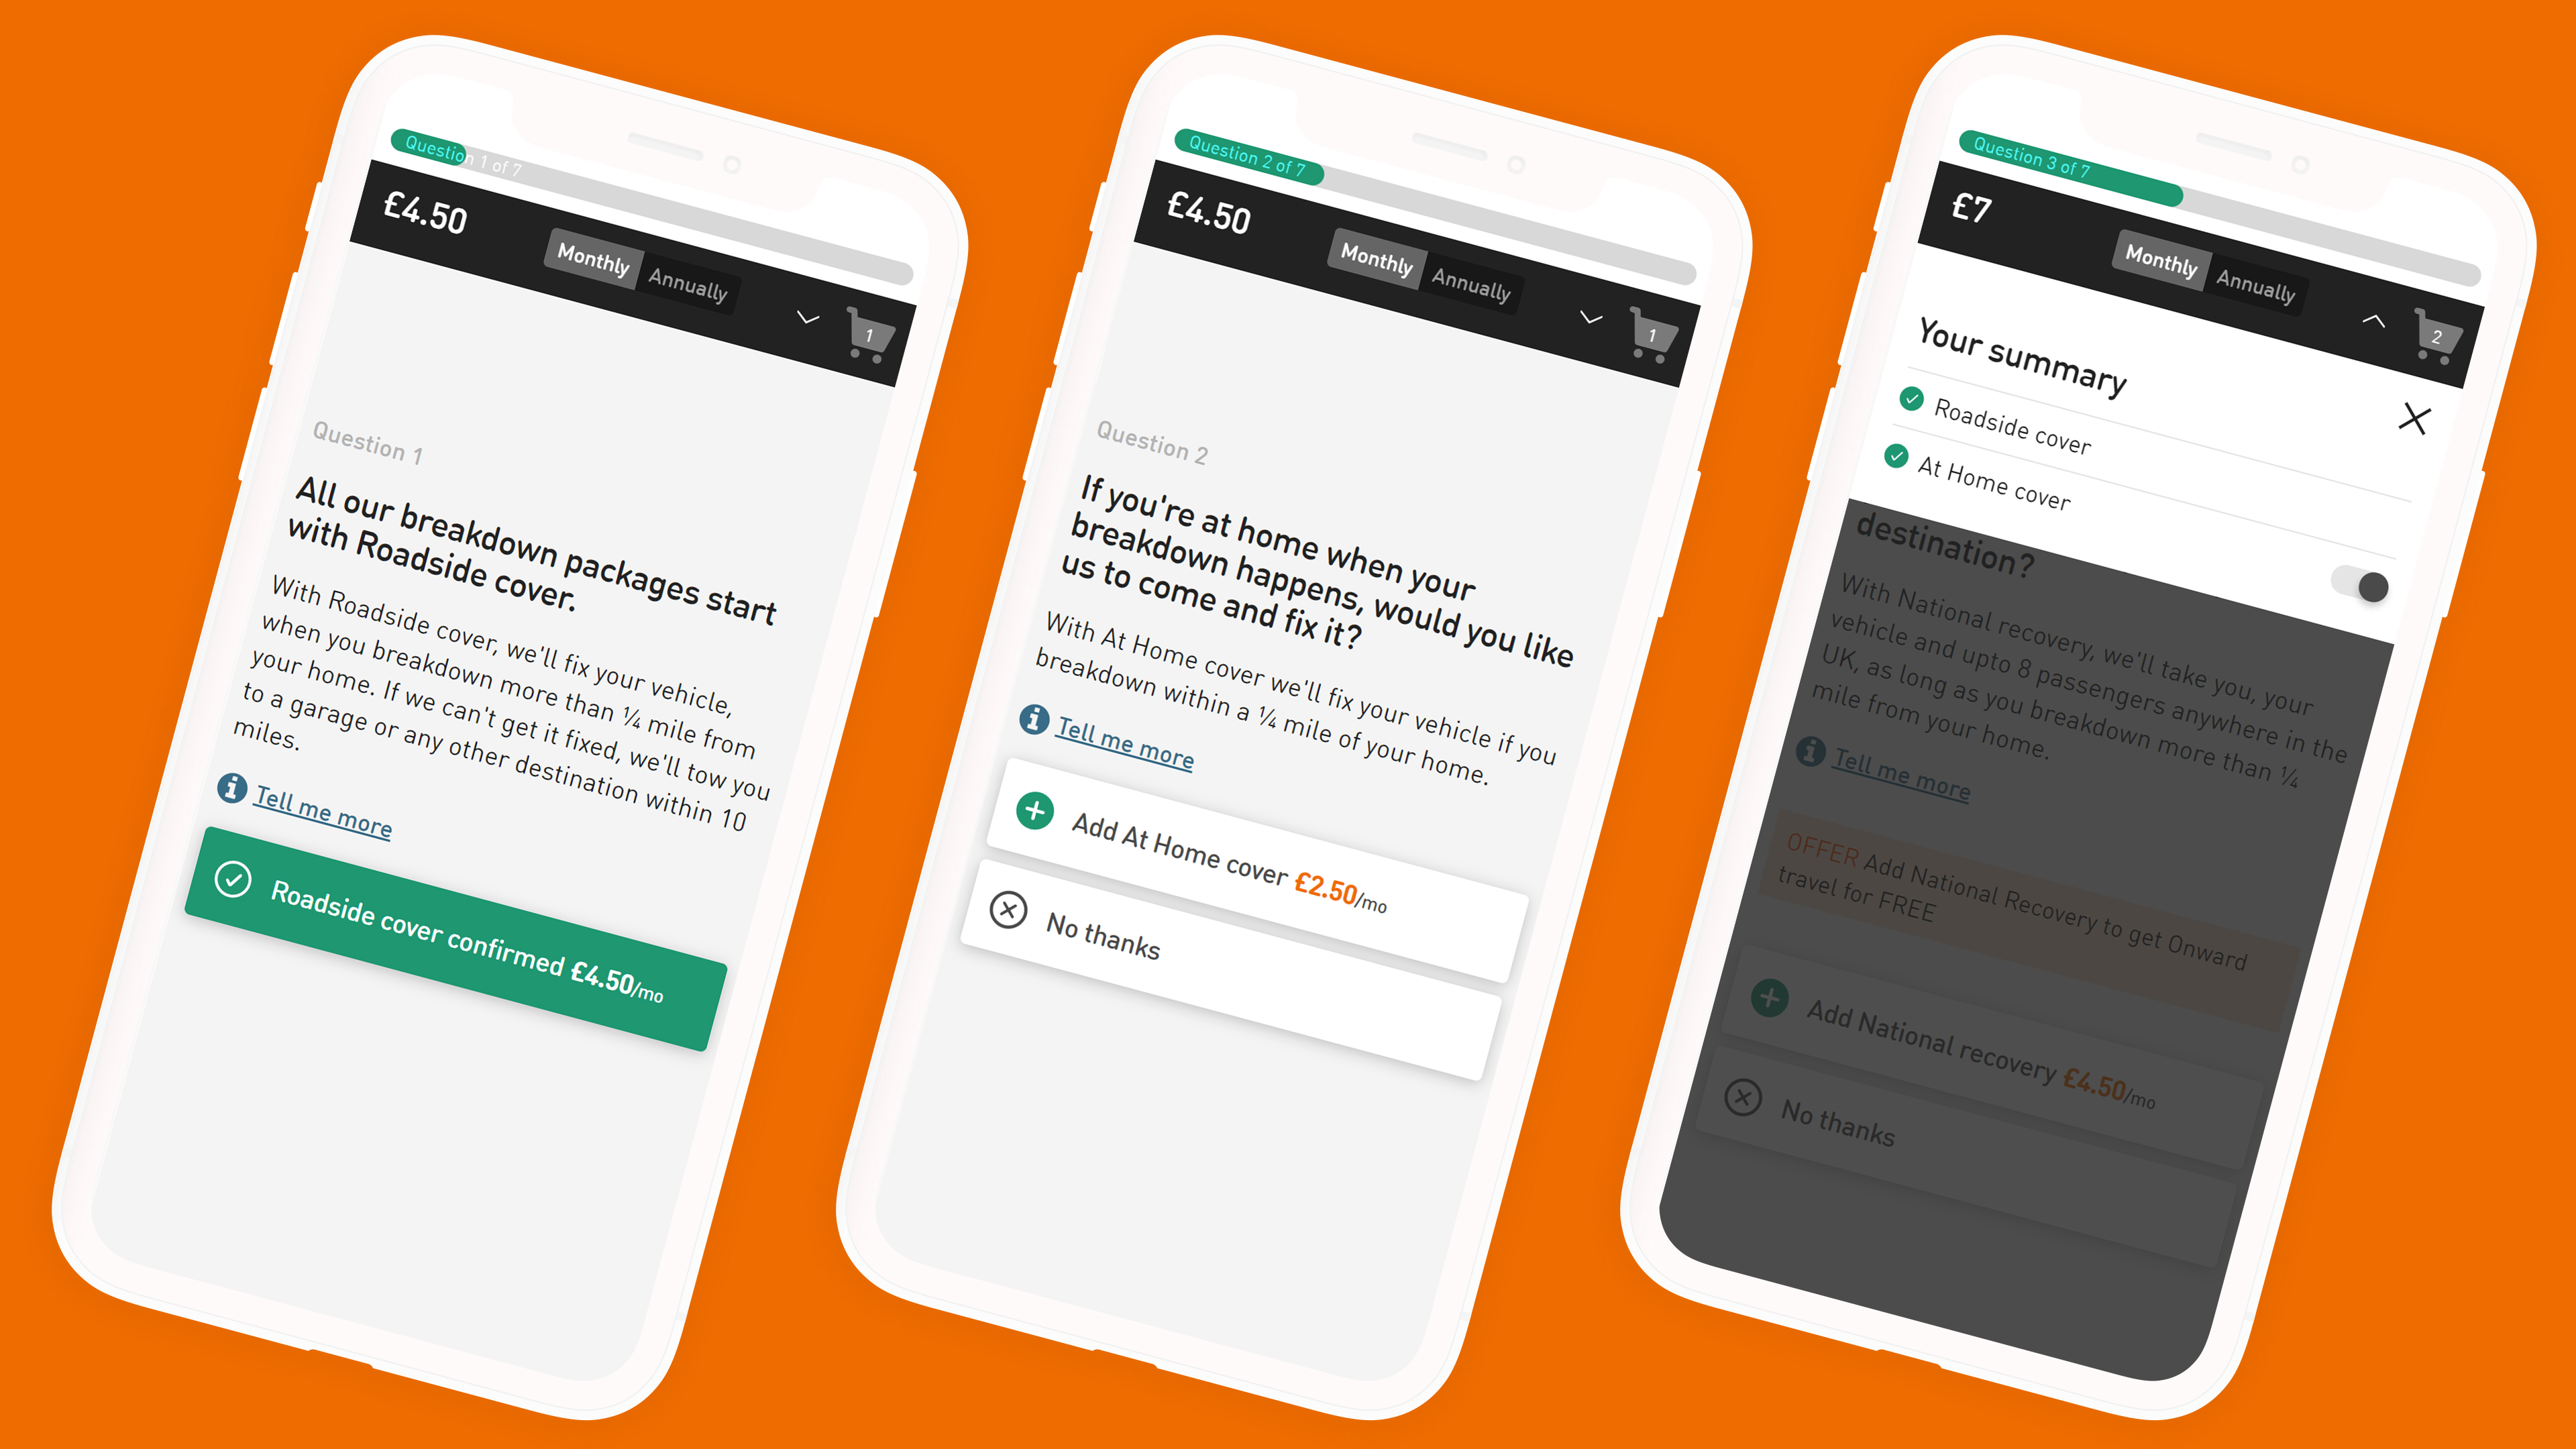 Question 1 of 7
£4.50
Monthly
Annually
1
Question 1
All our breakdown packages start
with Roadside cover.
With Roadside cover, we'll fix your vehicle,
when you breakdown more than ¼ mile from
your home. If we can't get it fixed, we'll tow you
to a garage or any other destination within 10
miles.
Tell me more
Roadside cover confirmed £4.50/mo
Question 2 of 7
£4.50
Monthly
Annually
1
Question 2
If you're at home when your
breakdown happens, would you like
us to come and fix it?
With At Home cover we'll fix your vehicle if you
breakdown within a ¼ mile of your home.
Tell me more
Add At Home cover £2.50/mo
No thanks
Question 3 of 7
£7
Monthly
Annually
2
Your summary
Roadside cover
At Home cover
destination?
With National recovery, we'll take you, your
vehicle and upto 8 passengers anywhere in the
UK, as long as you breakdown more than ¼
mile from your home.
Tell me more
OFFER Add National Recovery to get Onward
travel for FREE
Add National recovery £4.50/mo
No thanks